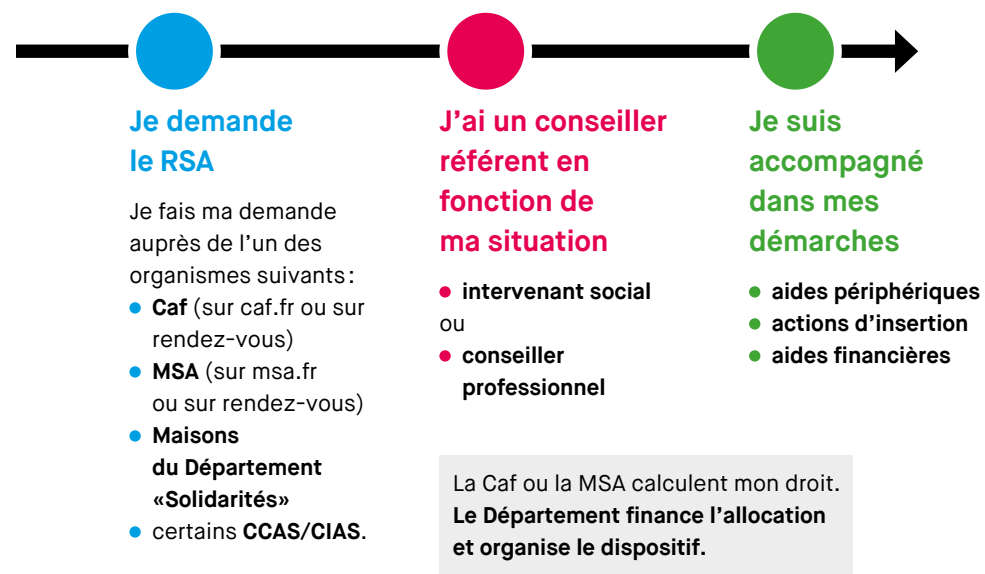 Je demande
le RSA
Je fais ma demande
auprès de l'un des
organismes suivants :
• Caf (sur caf.fr ou sur
rendez-vous)
• MSA (sur msa.fr
ou sur rendez-vous)
• Maisons
du Département
«Solidarités»
• certains CCAS/CIAS.
J'ai un conseiller
référent en
fonction de
ma situation
• intervenant social
ou
• conseiller
professionnel
Je suis
accompagné
dans mes
démarches
• aides périphériques
• actions d'insertion
• aides financières
La Caf ou la MSA calculent mon droit.
Le Département finance l'allocation
et organise le dispositif.